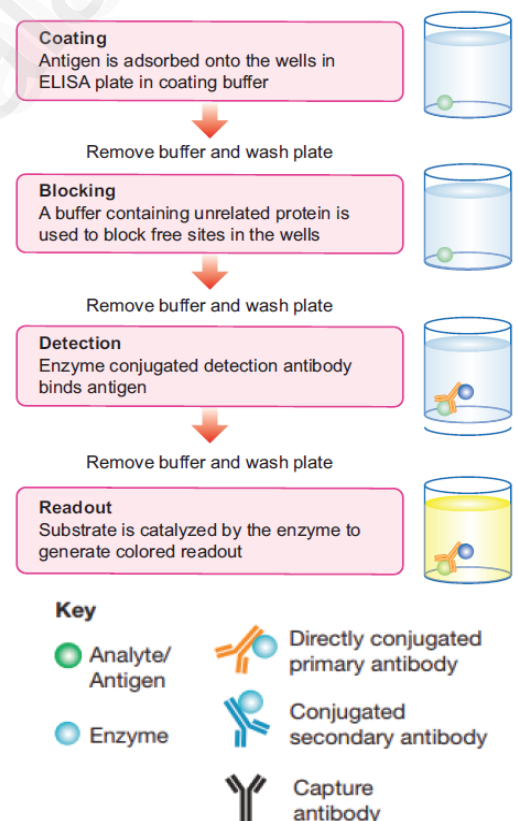 Coating
Antigen is adsorbed onto the wells in
ELISA plate in coating buffer
Remove buffer and wash plate
Blocking
A buffer containing unrelated protein is
used to block free sites in the wells
Remove buffer and wash plate
Detection
Enzyme conjugated detection antibody
binds antigen
Remove buffer and wash plate
Readout
Substrate is catalyzed by the enzyme to
generate colored readout
Key
Analyte/
Antigen
Enzyme
Directly conjugated
primary antibody
Conjugated
secondary antibody
Capture
antibody